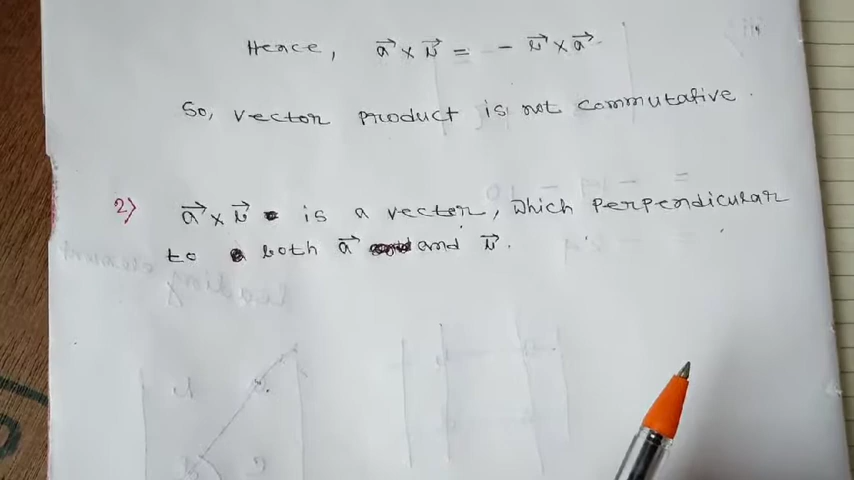 Hence, a⃗ × b⃗ = - b⃗ × a⃗
So, vector product is not commutative.
2) a⃗ × b⃗ is a vector, which perpendicular
to both a⃗ and b⃗.